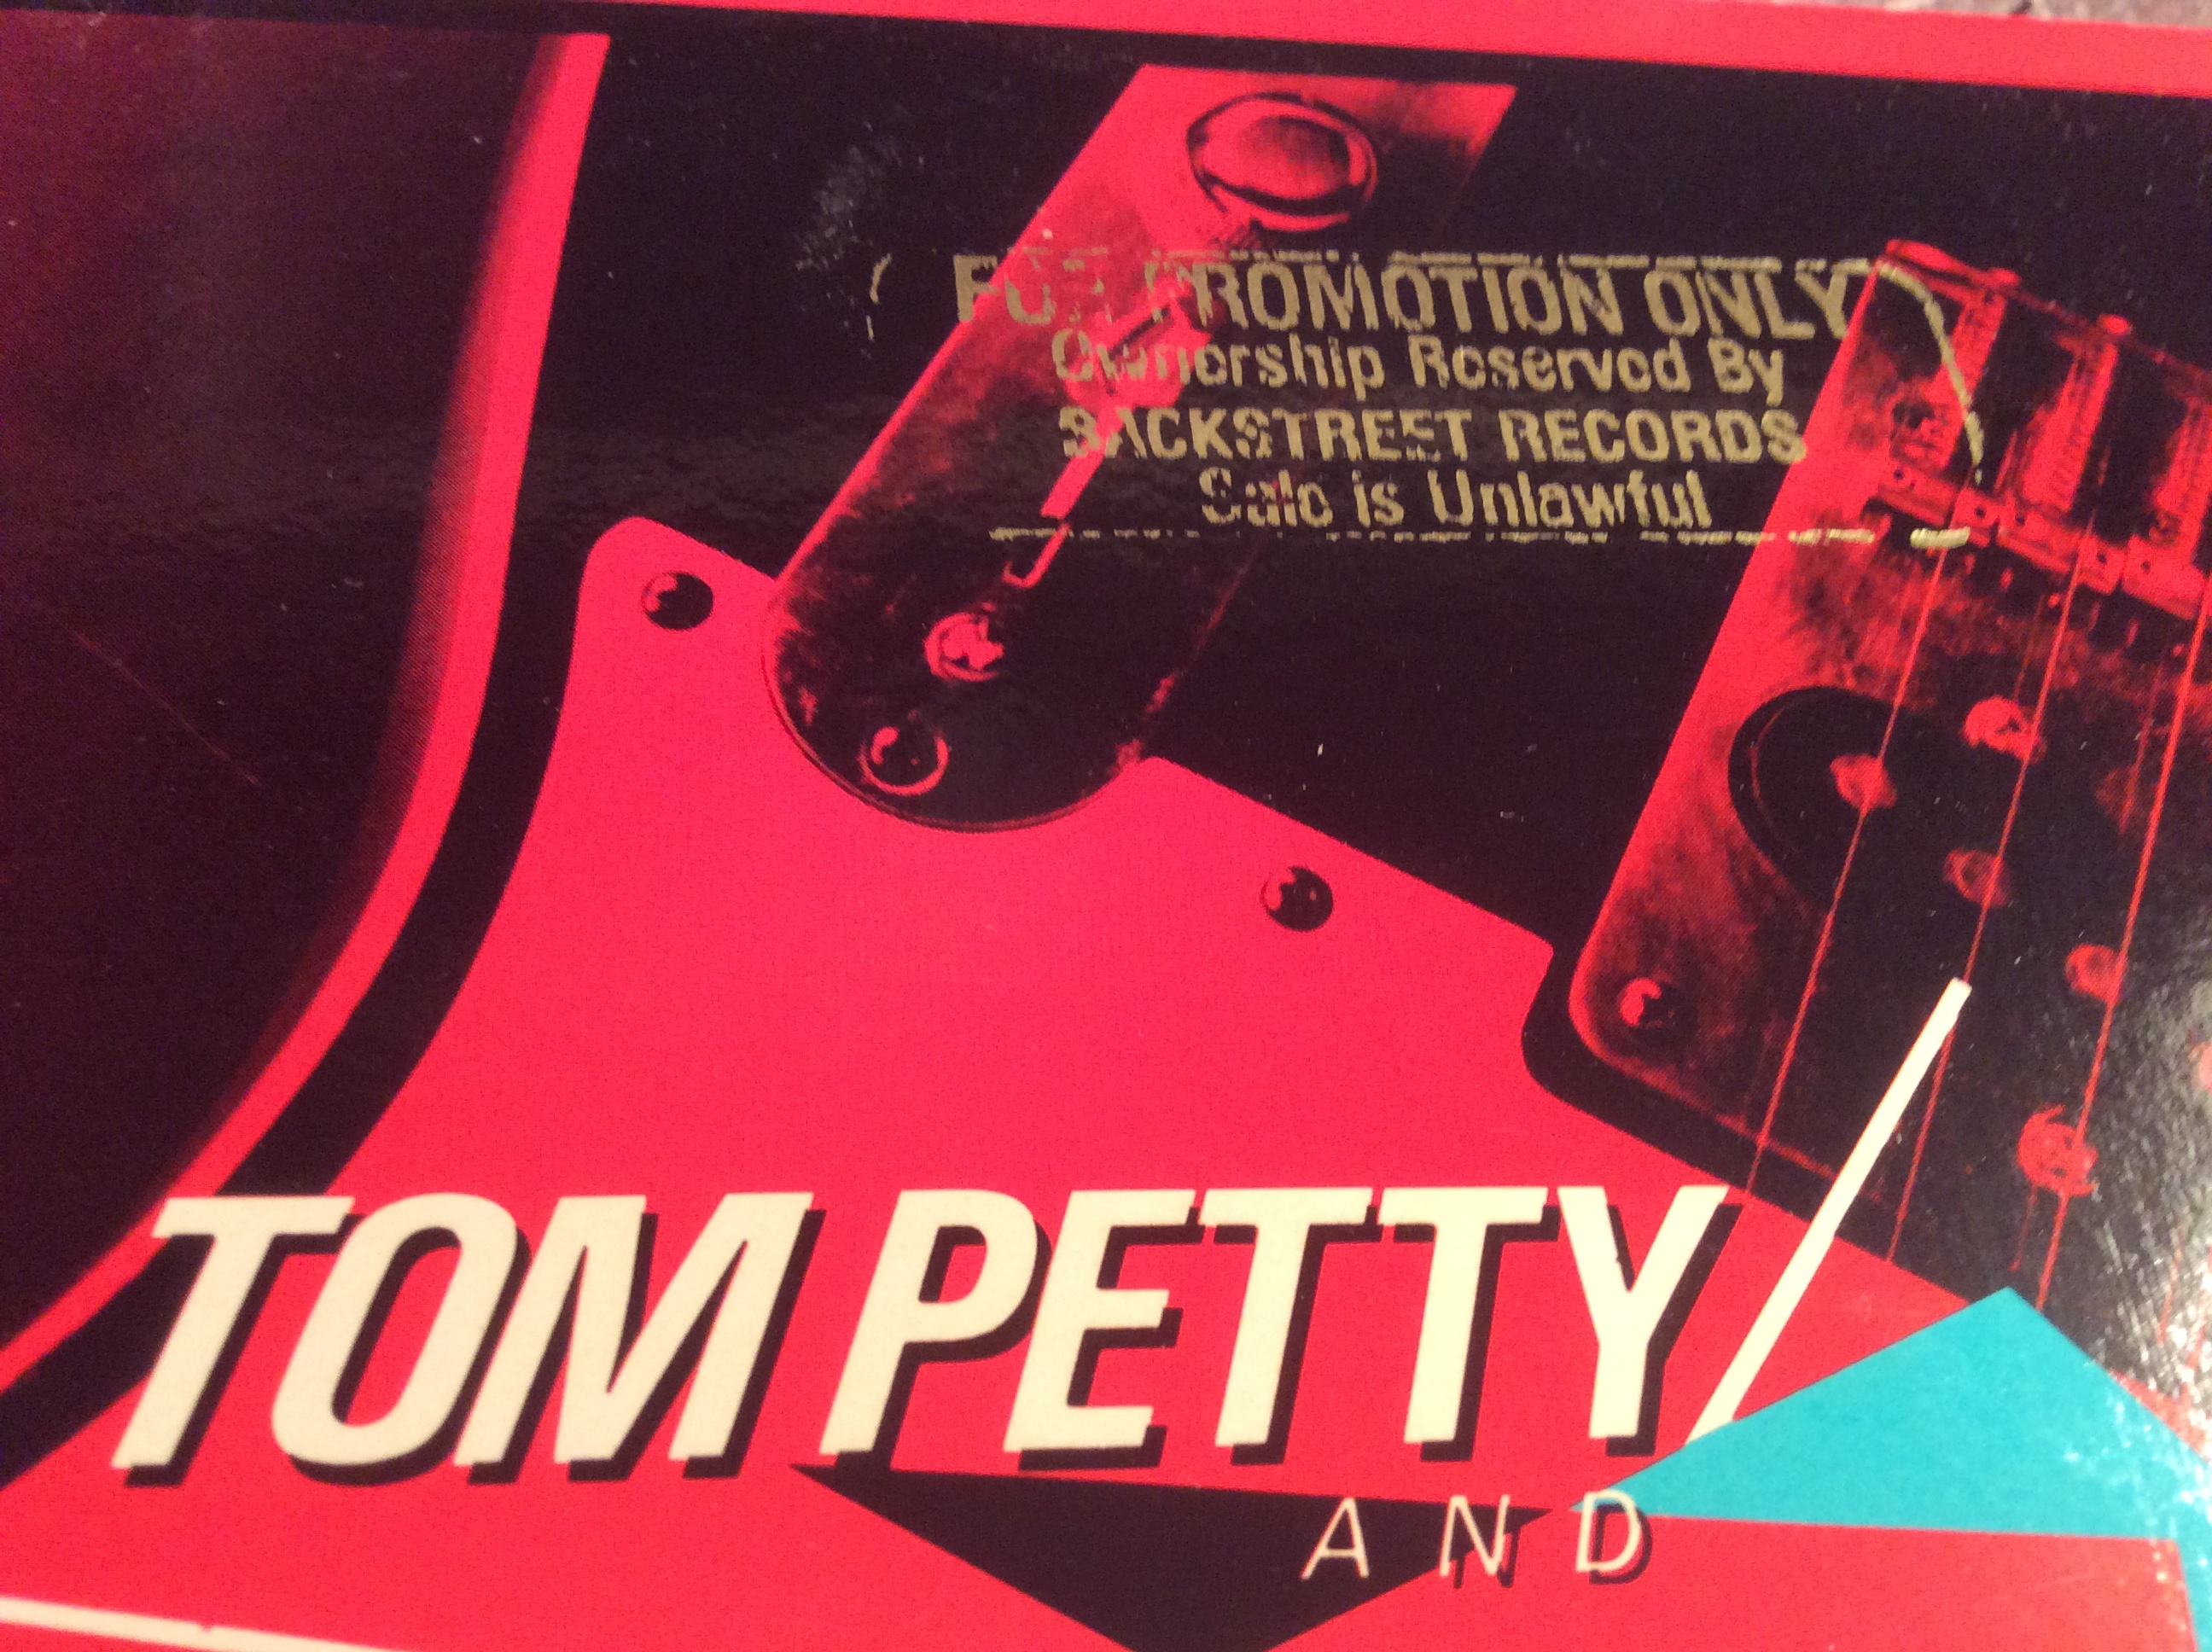 FOR PROMOTION ONLY
Ownership Reserved By
BACKSTREET RECORDS
Sale is Unlawful
TOM PETTY
AND